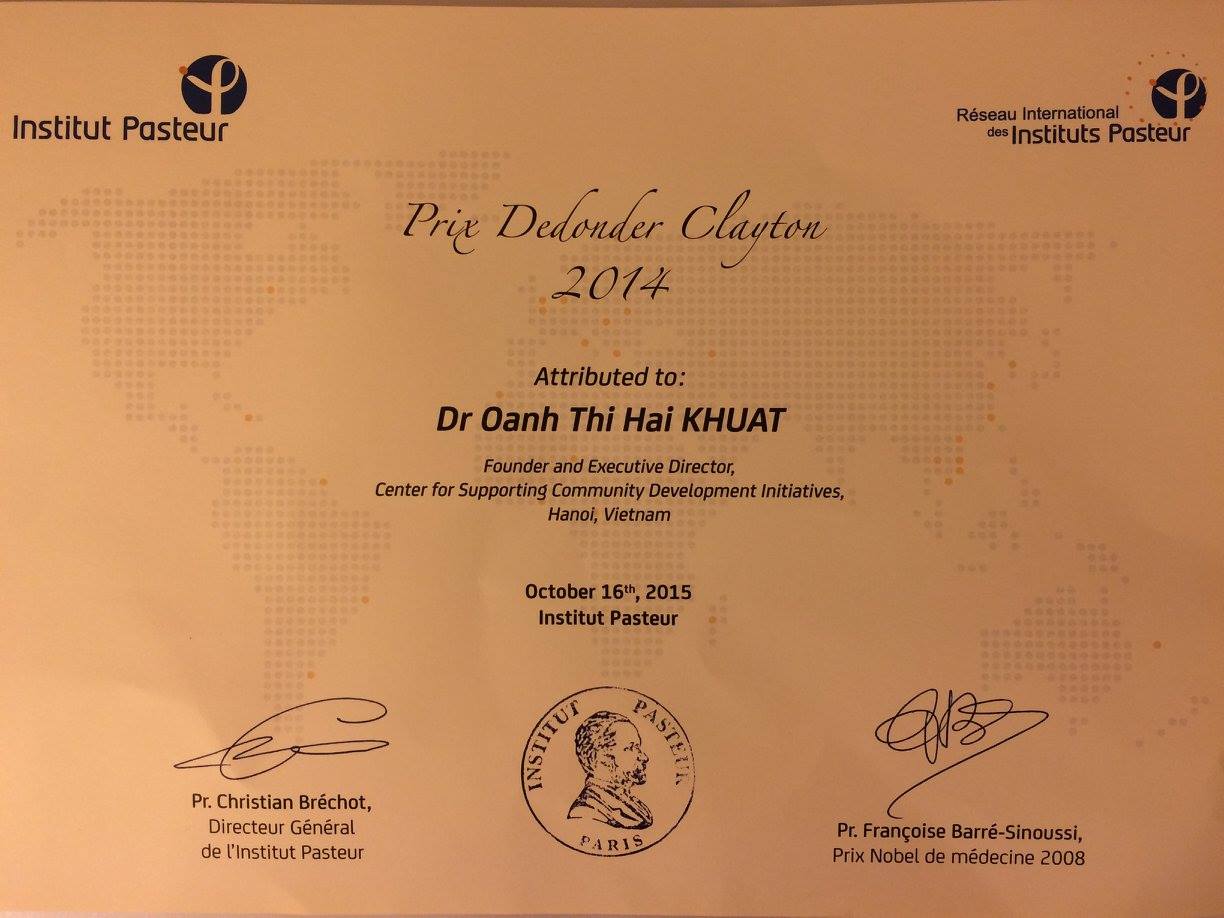 Institut Pasteur
Réseau International
des Instituts Pasteur
Prix Dedonder Clayton
2014
Attributed to:
Dr Oanh Thi Hai KHUAT
Founder and Executive Director,
Center for Supporting Community Development Initiatives,
Hanoi, Vietnam
October 16th, 2015
Institut Pasteur
INSTITUT PASTEUR
PARIS
Pr. Christian Bréchot,
Directeur Général
de l'Institut Pasteur
Pr. Françoise Barré-Sinoussi,
Prix Nobel de médecine 2008